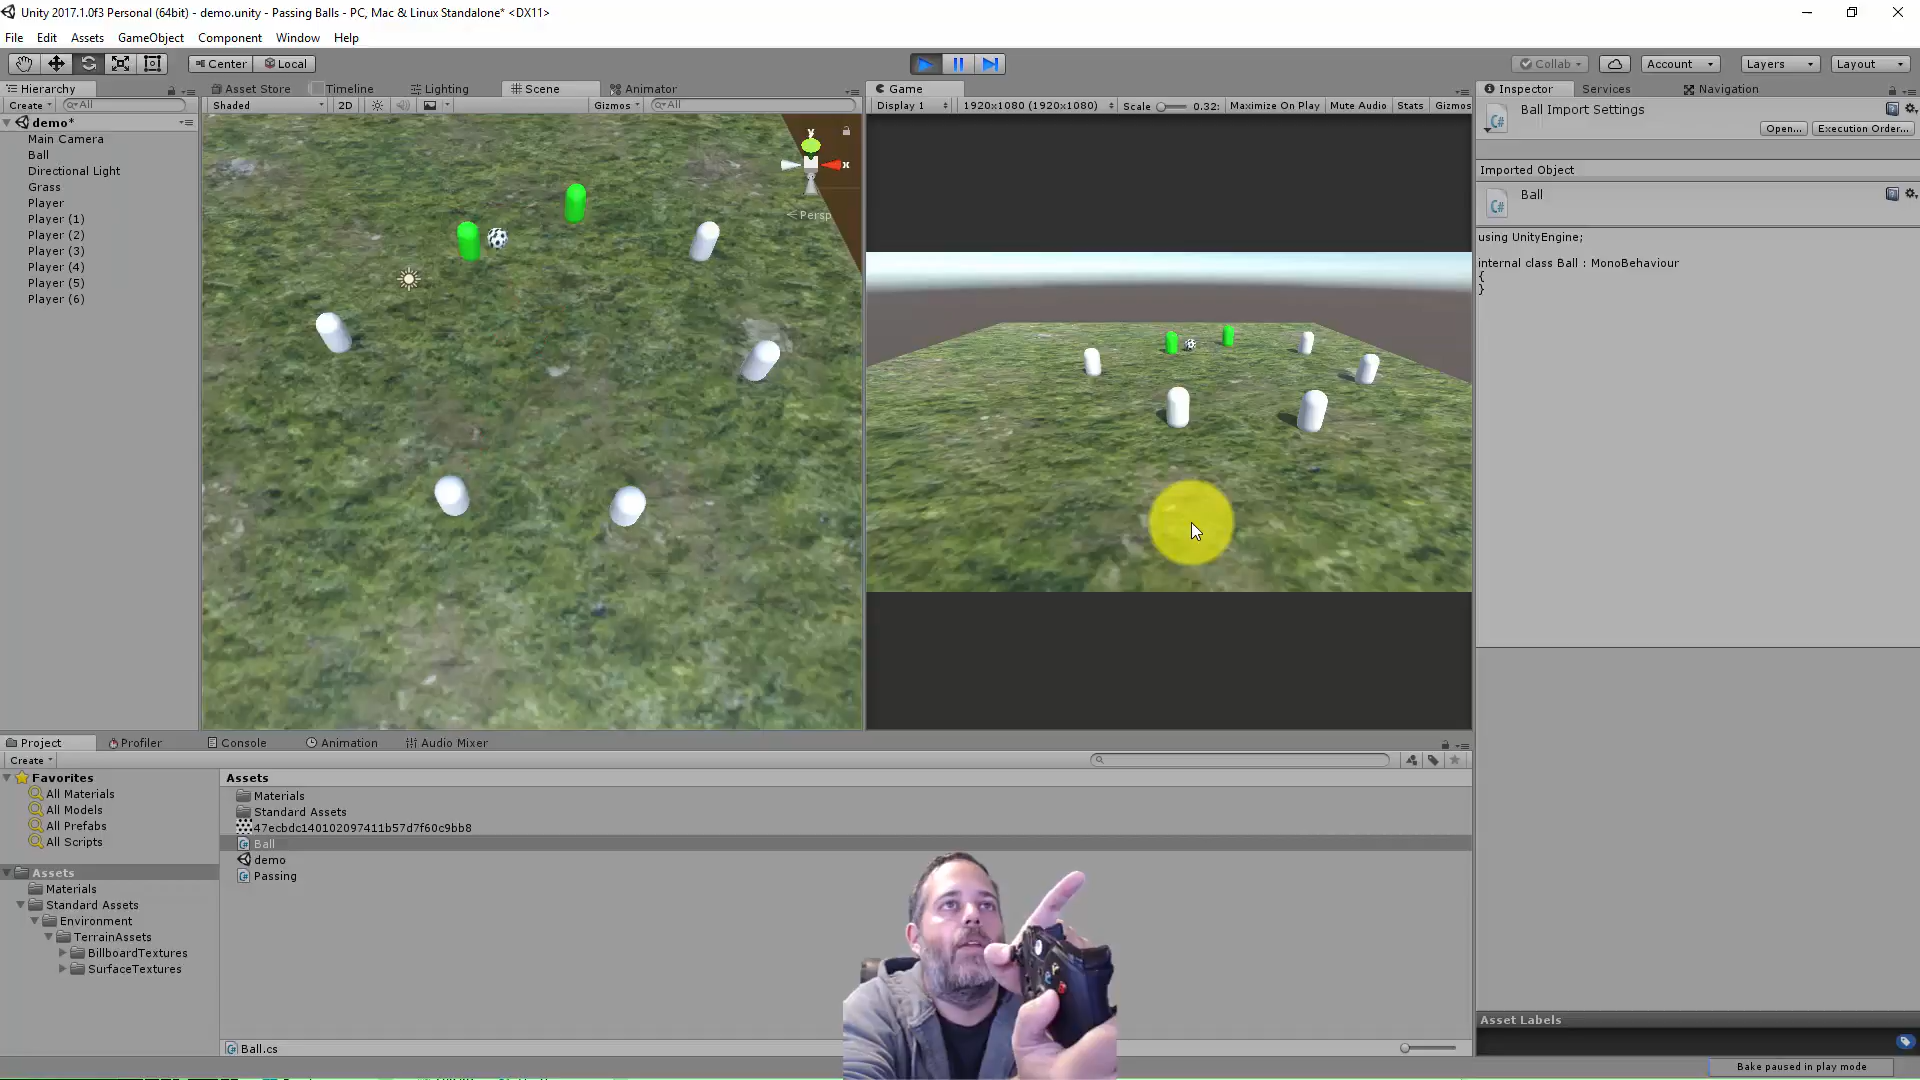 Unity 2017.1.0f3 Personal (64bit) - demo.unity - Passing Balls - PC, Mac & Linux Standalone* <DX11>
File Edit Assets GameObject Component Window Help
Center Local
Collab Account Layers Layout
Hierarchy
Asset Store Timeline Lighting Scene Animator
Game
Inspector Services Navigation
Create All
Shaded 2D Gizmos All
Display 1 1920x1080 (1920x1080) Scale 0.32: Maximize On Play Mute Audio Stats Gizmos
demo*
Main Camera
Ball
Directional Light
Grass
Player
Player (1)
Player (2)
Player (3)
Player (4)
Player (5)
Player (6)
y
x
Persp
Ball Import Settings
Open... Execution Order...
Imported Object
Ball
using UnityEngine;
internal class Ball : MonoBehaviour
{
}
Project Profiler Console Animation Audio Mixer
Create
Favorites
All Materials
All Models
All Prefabs
All Scripts
Assets
Materials
Standard Assets
Environment
TerrainAssets
BillboardTextures
SurfaceTextures
Assets
Materials
Standard Assets
47ecbdc140102097411b57d7f60c9bb8
Ball
demo
Passing
Ball.cs
Asset Labels
Bake paused in play mode